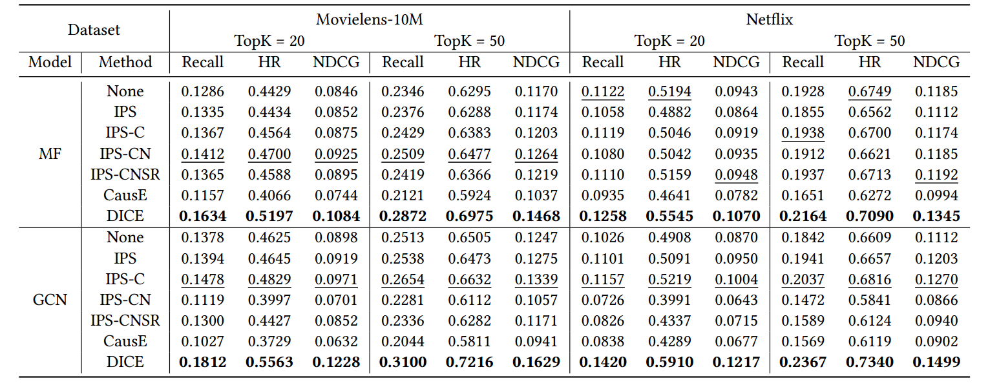 Dataset Movielens-10M Netflix
TopK = 20 TopK = 50 TopK = 20 TopK = 50
Model Method Recall HR NDCG Recall HR NDCG Recall HR NDCG Recall HR NDCG
None 0.1286 0.4429 0.0846 0.2346 0.6295 0.1170 0.1122 0.5194 0.0943 0.1928 0.6749 0.1185
IPS 0.1335 0.4434 0.0852 0.2376 0.6288 0.1174 0.1058 0.4882 0.0864 0.1855 0.6562 0.1112
IPS-C 0.1367 0.4564 0.0875 0.2429 0.6383 0.1203 0.1119 0.5046 0.0919 0.1938 0.6700 0.1174
MF IPS-CN 0.1412 0.4700 0.0925 0.2509 0.6477 0.1264 0.1080 0.5042 0.0935 0.1912 0.6621 0.1185
IPS-CNSR 0.1365 0.4588 0.0895 0.2419 0.6366 0.1219 0.1110 0.5159 0.0948 0.1937 0.6713 0.1192
CausE 0.1157 0.4066 0.0744 0.2121 0.5924 0.1037 0.0935 0.4641 0.0782 0.1651 0.6272 0.0994
DICE 0.1634 0.5197 0.1084 0.2872 0.6975 0.1468 0.1258 0.5545 0.1070 0.2164 0.7090 0.1345
None 0.1378 0.4625 0.0898 0.2513 0.6505 0.1247 0.1026 0.4908 0.0870 0.1842 0.6609 0.1112
IPS 0.1394 0.4645 0.0919 0.2538 0.6473 0.1275 0.1101 0.5091 0.0950 0.1941 0.6657 0.1203
IPS-C 0.1478 0.4829 0.0971 0.2654 0.6632 0.1339 0.1157 0.5219 0.1004 0.2037 0.6816 0.1270
GCN IPS-CN 0.1119 0.3997 0.0701 0.2281 0.6112 0.1057 0.0726 0.3991 0.0643 0.1472 0.5841 0.0866
IPS-CNSR 0.1300 0.4427 0.0852 0.2336 0.6282 0.1171 0.0826 0.4337 0.0715 0.1589 0.6124 0.0940
CausE 0.1027 0.3729 0.0632 0.2044 0.5811 0.0941 0.0838 0.4289 0.0677 0.1569 0.6119 0.0902
DICE 0.1812 0.5563 0.1228 0.3100 0.7216 0.1629 0.1420 0.5910 0.1217 0.2367 0.7340 0.1499